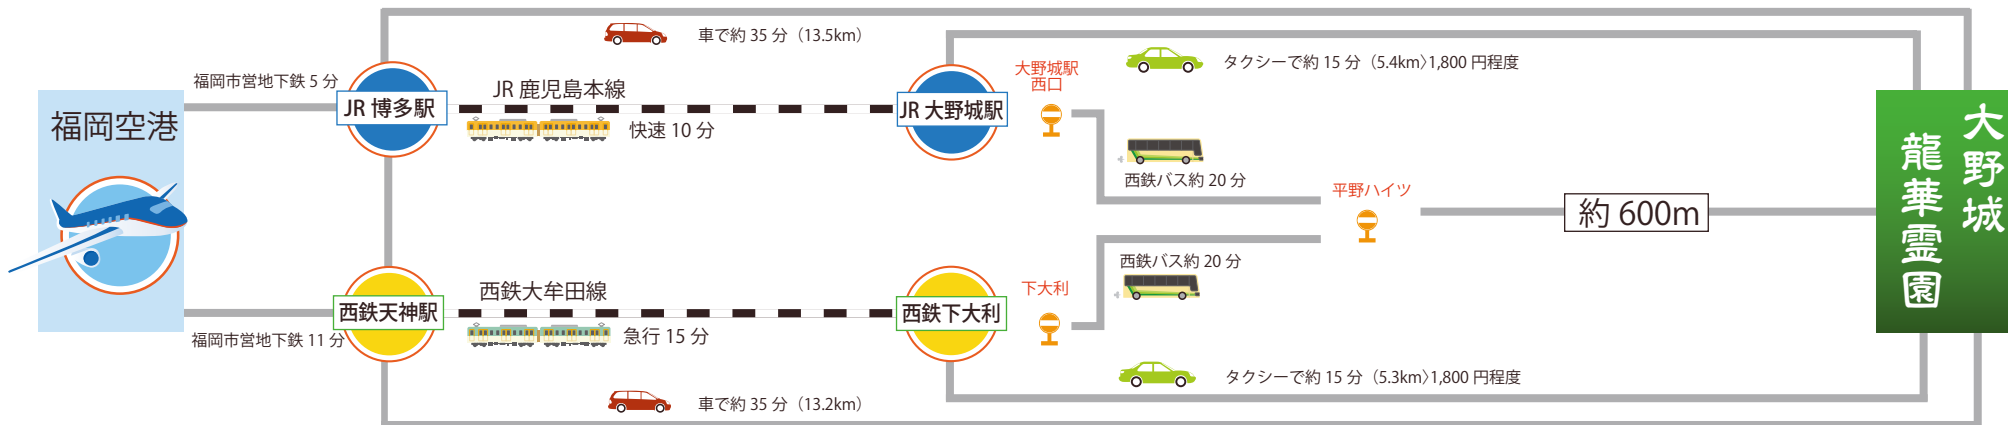 福岡空港
福岡市営地下鉄 5 分
福岡市営地下鉄 11 分
車で約 35 分（13.5km）
JR 博多駅
JR 鹿児島本線
快速 10 分
JR 大野城駅
大野城駅
西口
タクシーで約 15 分（5.4km〉1,800 円程度
西鉄バス約 20 分
平野ハイツ
約 600m
大野城
龍華霊園
西鉄天神駅
西鉄大牟田線
急行 15 分
西鉄下大利
下大利
西鉄バス約 20 分
タクシーで約 15 分（5.3km〉1,800 円程度
車で約 35 分（13.2km）